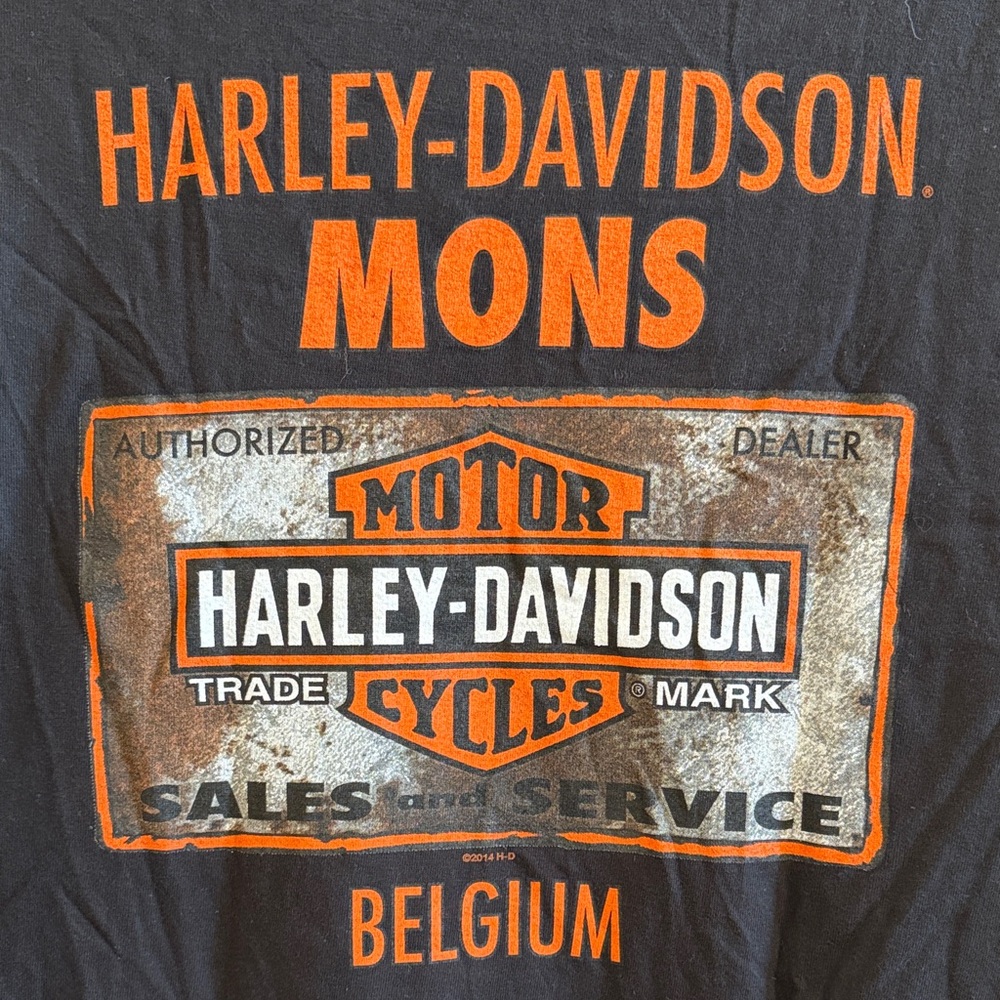 HARLEY-DAVIDSON®
MONS
AUTHORIZED DEALER
MOTOR
HARLEY-DAVIDSON
TRADE ® MARK
CYCLES
SALES and SERVICE
©2014 H-D
BELGIUM